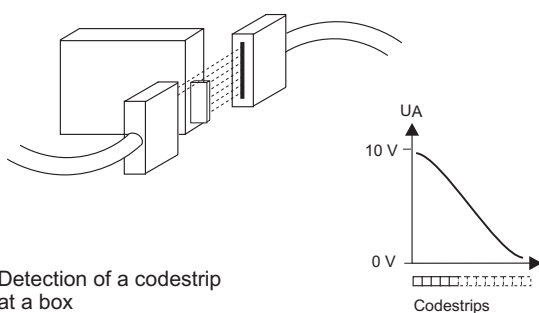 UA
10 V
0 V
Detection of a codestrip
at a box
Codestrips